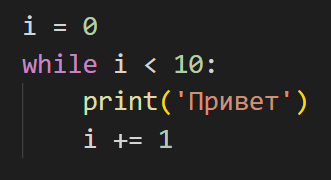 i = 0
while i < 10:
    print('Привет')
    i += 1